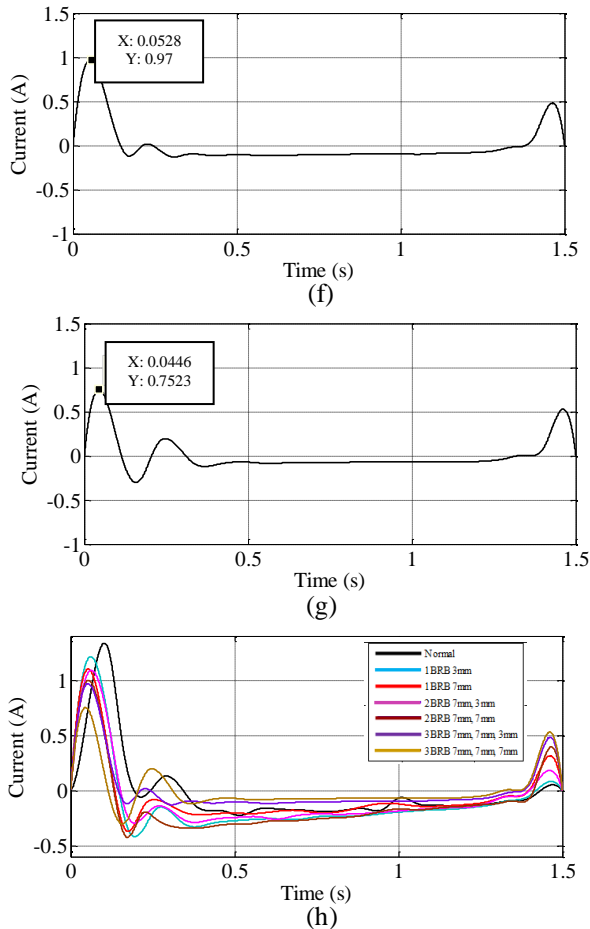 1.5
1
0.5
0
-0.5
-1
Current (A)
X: 0.0528
Y: 0.97
0
0.5
1
1.5
Time (s)
(f)
1.5
1
0.5
0
-0.5
-1
Current (A)
X: 0.0446
Y: 0.7523
0
0.5
1
1.5
Time (s)
(g)
1
0.5
0
-0.5
Current (A)
Normal
1BRB 3mm
1BRB 7mm
2BRB 7mm, 3mm
2BRB 7mm, 7mm
3BRB 7mm, 7mm, 3mm
3BRB 7mm, 7mm, 7mm
0
0.5
1
1.5
Time (s)
(h)